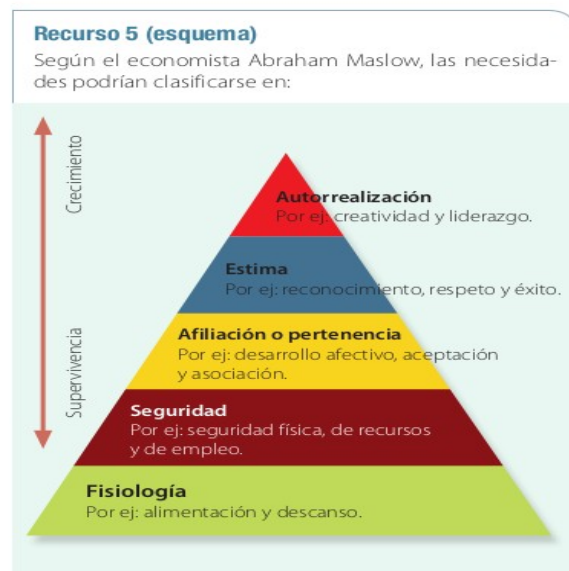 Recurso 5 (esquema)
Según el economista Abraham Maslow, las necesida-
des podrían clasificarse en:
Crecimiento
Supervivencia
Autorrealización
Por ej: creatividad y liderazgo.
Estima
Por ej: reconocimiento, respeto y éxito.
Afiliación o pertenencia
Por ej: desarrollo afectivo, aceptación
y asociación.
Seguridad
Por ej: seguridad física, de recursos
y de empleo.
Fisiología
Por ej: alimentación y descanso.